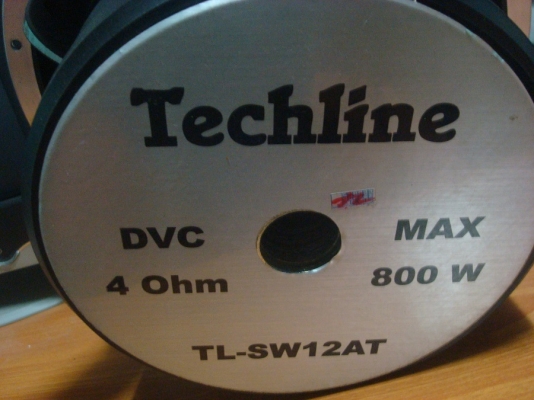 Techline
DVC
4 Ohm
MAX
800 W
TL-SW12AT